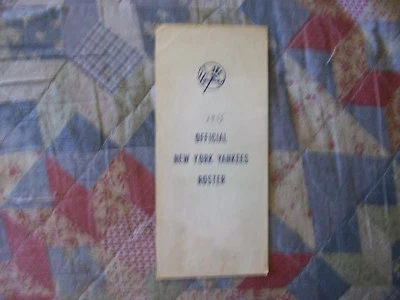 OFFICIAL
NEW YORK YANKEES
ROSTER